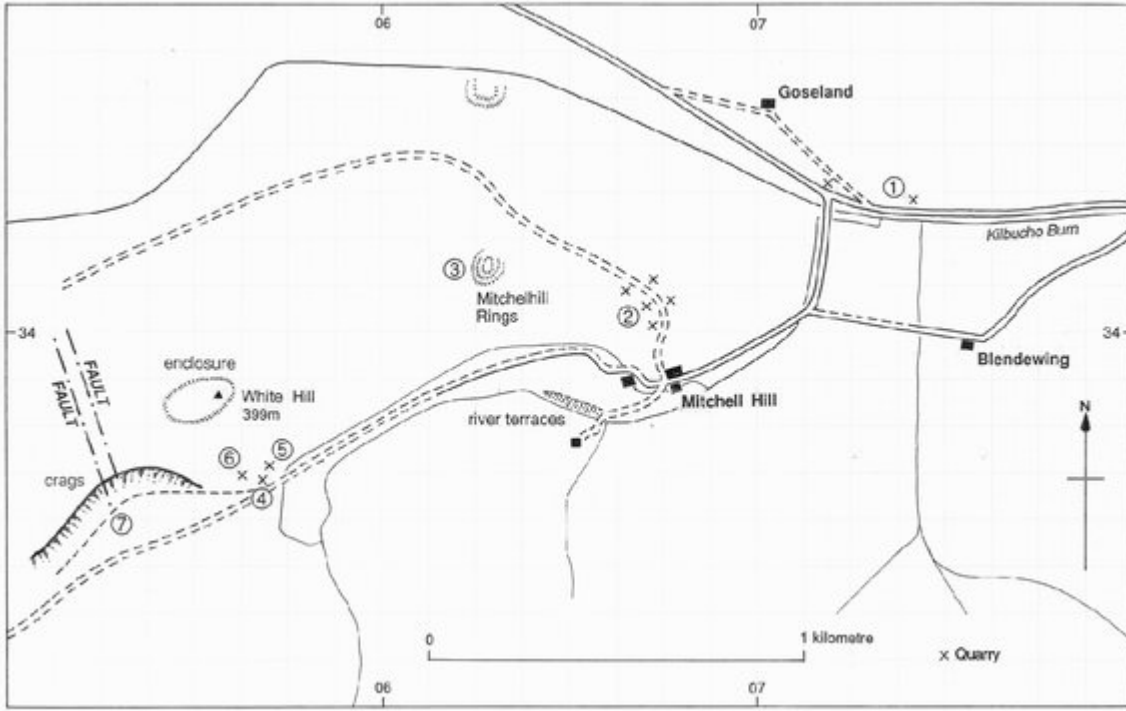 06
07
Goseland
①
Kilbucho Burn
③
Mitchelhill
Rings
②
34
34
FAULT
FAULT
enclosure
White Hill
399m
Blendewing
Mitchell Hill
N
river terraces
⑥
⑤
crags
④
⑦
0
1 kilometre
× Quarry
06
07